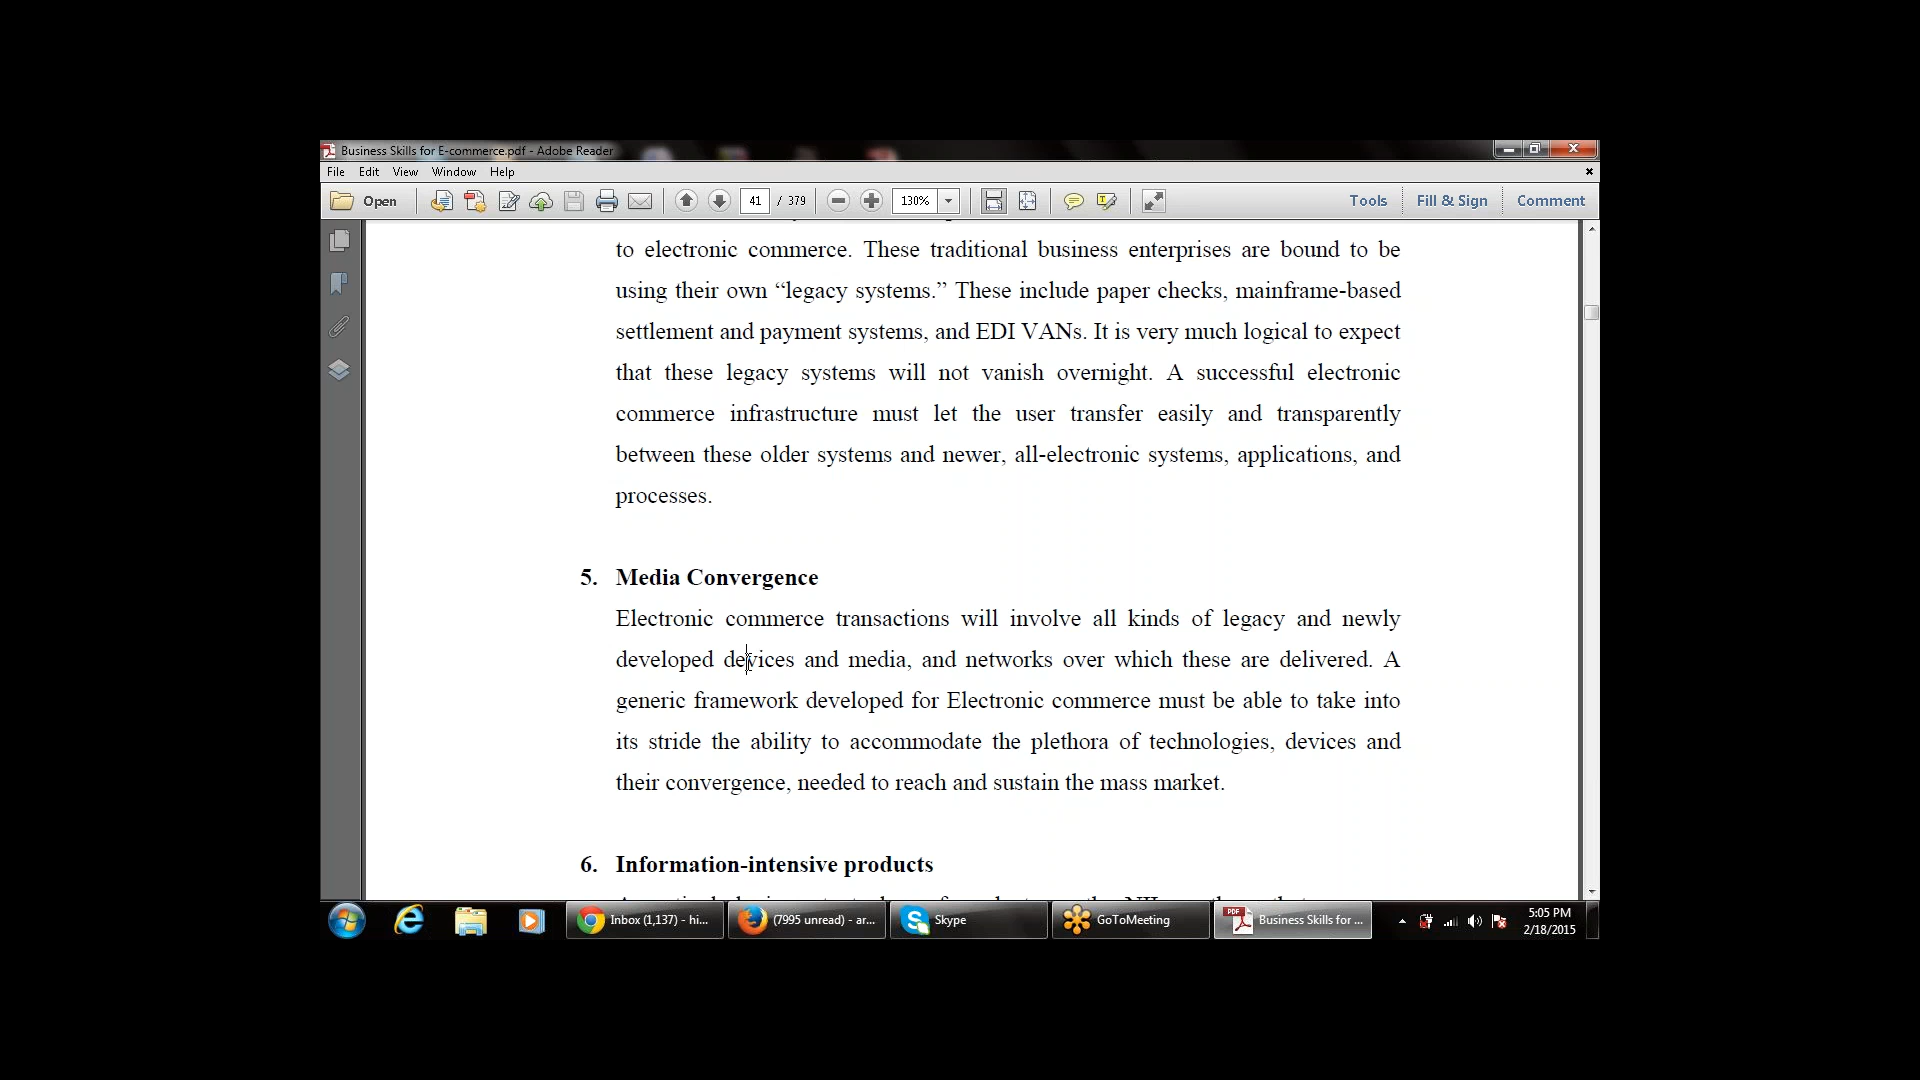 Business Skills for E-commerce.pdf - Adobe Reader
File Edit View Window Help
Open 41 / 379 130% Tools Fill & Sign Comment
to electronic commerce. These traditional business enterprises are bound to be
using their own “legacy systems.” These include paper checks, mainframe-based
settlement and payment systems, and EDI VANs. It is very much logical to expect
that these legacy systems will not vanish overnight. A successful electronic
commerce infrastructure must let the user transfer easily and transparently
between these older systems and newer, all-electronic systems, applications, and
processes.
5. Media Convergence
Electronic commerce transactions will involve all kinds of legacy and newly
developed devices and media, and networks over which these are delivered. A
generic framework developed for Electronic commerce must be able to take into
its stride the ability to accommodate the plethora of technologies, devices and
their convergence, needed to reach and sustain the mass market.
6. Information-intensive products
Inbox (1,137) - hi... (7995 unread) - ar... Skype GoToMeeting PDF Business Skills for ... 5:05 PM
2/18/2015